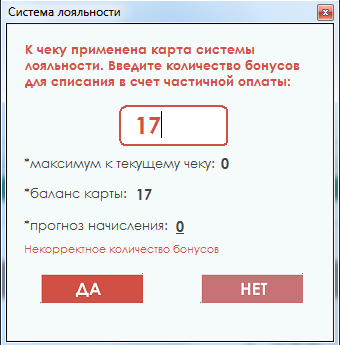 Система лояльности
К чеку применена карта системы
лояльности. Введите количество бонусов
для списания в счет частичной оплаты:
17
*максимум к текущему чеку: 0
*баланс карты: 17
*прогноз начисления: 0
Некорректное количество бонусов
ДА НЕТ